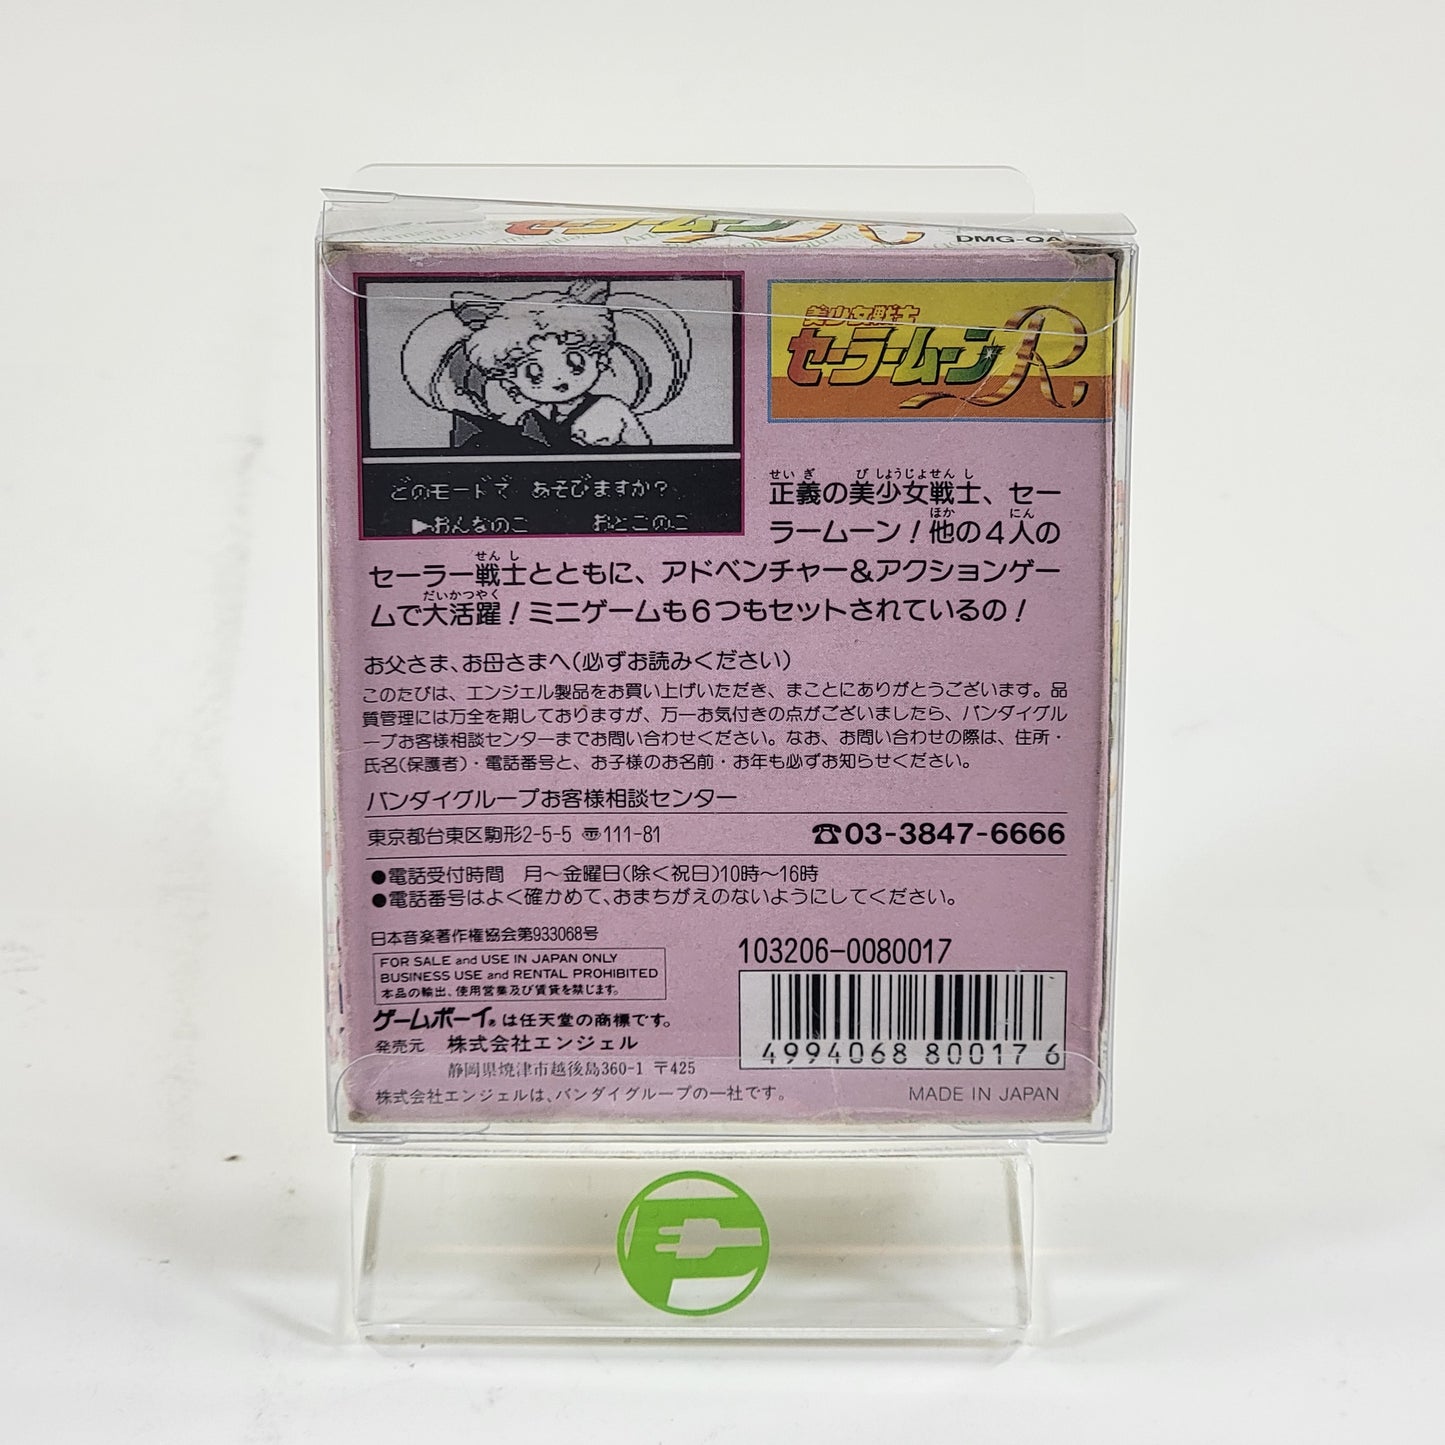 セーラームーンR
DMG-QA
美少女戦士
セーラームーンR
どのモードで あそびますか？
▶おんなのこ おとこのこ
正義の美少女戦士、セー
せいぎ びしょうじょせんし
ラームーン！他の4人の
ほか にん
セーラー戦士とともに、アドベンチャー＆アクションゲー
せんし
ムで大活躍！ミニゲームも6つもセットされているの！
だいかつやく
お父さま、お母さまへ(必ずお読みください)
このたびは、エンジェル製品をお買い上げいただき、まことにありがとうございます。品
質管理には万全を期しておりますが、万一お気付きの点がございましたら、バンダイグル
ープお客様相談センターまでお問い合わせください。なお、お問い合わせの際は、住所・
氏名(保護者)・電話番号と、お子様のお名前・お年も必ずお知らせください。
バンダイグループお客様相談センター
東京都台東区駒形2-5-5 〠111-81 ☎03-3847-6666
●電話受付時間 月〜金曜日(除く祝日)10時〜16時
●電話番号はよく確かめて、おまちがえのないようにしてください。
日本音楽著作権協会第933068号
FOR SALE and USE IN JAPAN ONLY
BUSINESS USE and RENTAL PROHIBITED
本品の輸出、使用営業及び賃貸を禁じます。
ゲームボーイ®は任天堂の商標です。
発売元 株式会社エンジェル
静岡県焼津市越後島360-1 〒425
株式会社エンジェルは、バンダイグループの一社です。
103206-0080017
4994068 800176
MADE IN JAPAN